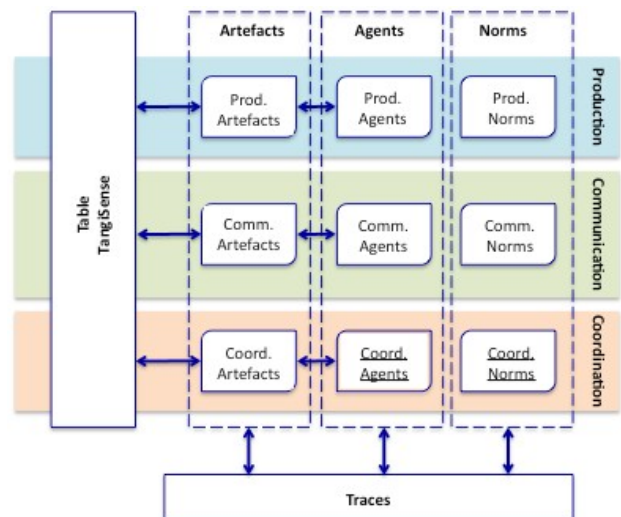 Artefacts
Agents
Norms
Prod.
Artefacts
Prod.
Agents
Prod.
Norms
Production
Table
TangiSense
Comm.
Artefacts
Comm.
Agents
Comm.
Norms
Communication
Coord.
Artefacts
Coord.
Agents
Coord.
Norms
Coordination
Traces